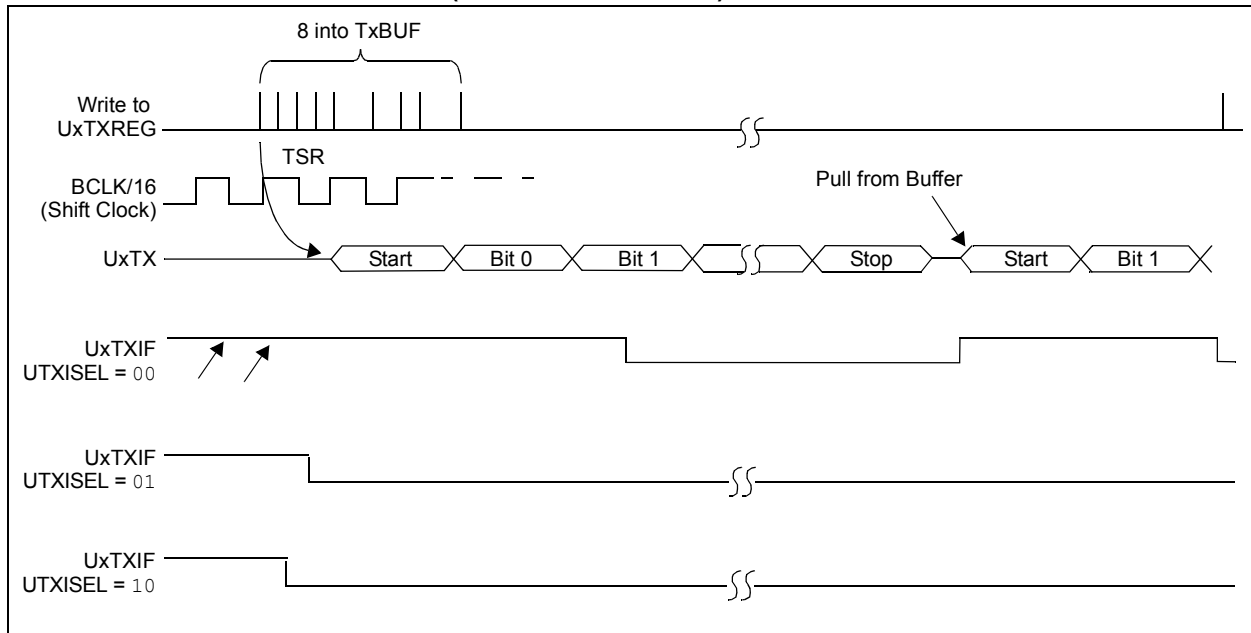 8 into TxBUF
Write to
UxTXREG
TSR
BCLK/16
(Shift Clock)
Pull from Buffer
UxTX
Start
Bit 0
Bit 1
Stop
Start
Bit 1
UxTXIF
UTXISEL = 00
UxTXIF
UTXISEL = 01
UxTXIF
UTXISEL = 10